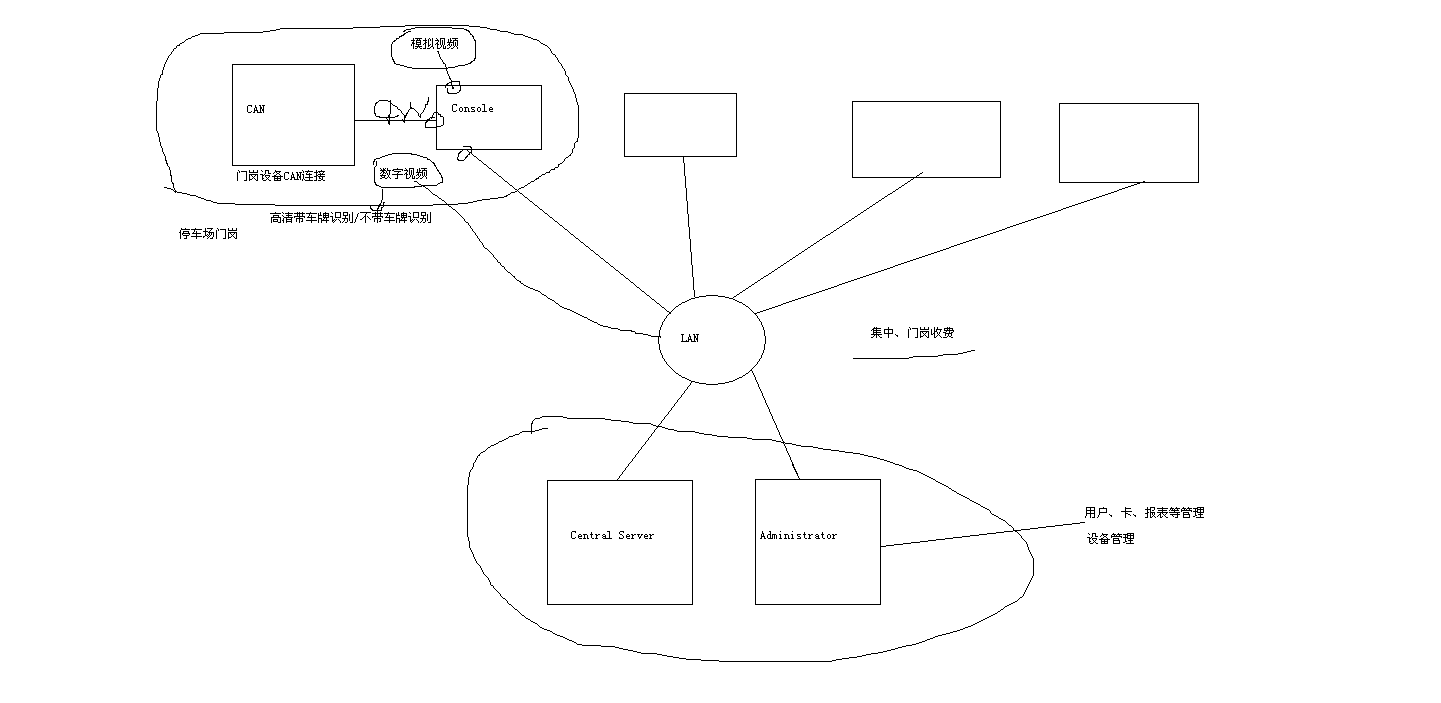 模拟视频
CAN
Console
门岗设备CAN连接
数字视频
高清带车牌识别/不带车牌识别
停车场门岗
LAN
集中、门岗收费
Central Server
Administrator
用户、卡、报表等管理
设备管理